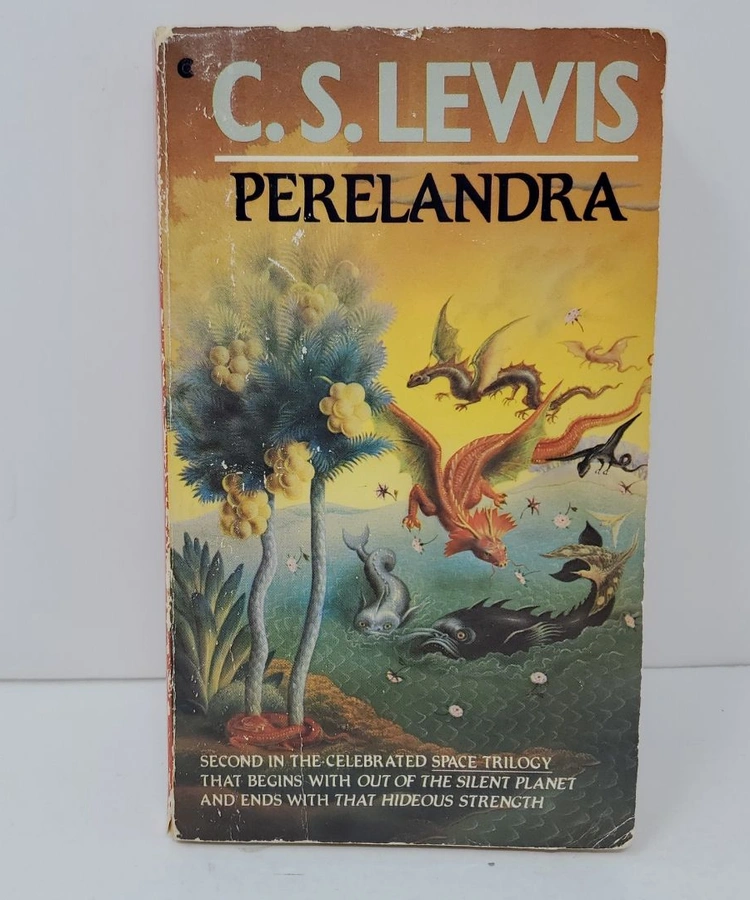 C. S. LEWIS
PERELANDRA
SECOND IN THE CELEBRATED SPACE TRILOGY
THAT BEGINS WITH OUT OF THE SILENT PLANET
AND ENDS WITH THAT HIDEOUS STRENGTH